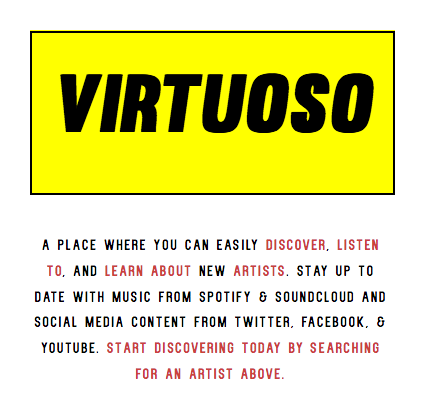 VIRTUOSO
A PLACE WHERE YOU CAN EASILY DISCOVER, LISTEN
TO, AND LEARN ABOUT NEW ARTISTS. STAY UP TO
DATE WITH MUSIC FROM SPOTIFY & SOUNDCLOUD AND
SOCIAL MEDIA CONTENT FROM TWITTER, FACEBOOK, &
YOUTUBE. START DISCOVERING TODAY BY SEARCHING
FOR AN ARTIST ABOVE.